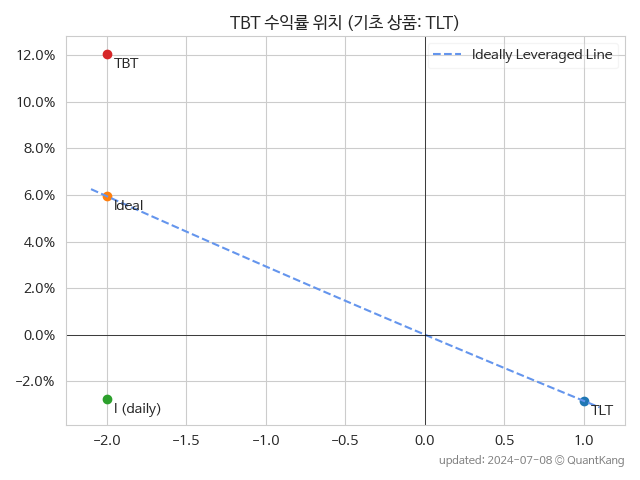 TBT 수익률 위치 (기초 상품: TLT)
Ideally Leveraged Line
12.0%
TBT
10.0%
8.0%
6.0%
Ideal
4.0%
2.0%
0.0%
−2.0%
I (daily)
TLT
−2.0 −1.5 −1.0 −0.5 0.0 0.5 1.0
updated: 2024-07-08 © QuantKang